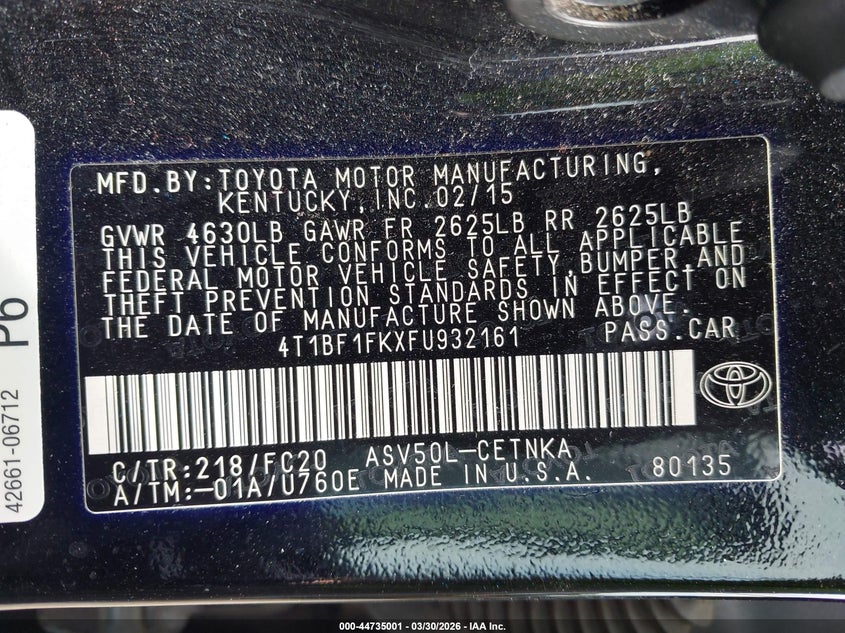 MFD.BY:TOYOTA MOTOR MANUFACTURING,
KENTUCKY,INC.02/15
GVWR 4630LB GAWR FR 2625LB RR 2625LB
THIS VEHICLE CONFORMS TO ALL APPLICABLE
FEDERAL MOTOR VEHICLE SAFETY,BUMPER,AND
THEFT PREVENTION STANDARDS IN EFFECT ON
THE DATE OF MANUFACTURE SHOWN ABOVE.
4T1BF1FKXFU932161 PASS.CAR
C/TR:218/FC20 ASV50L-CETNKA
A/TM:-01A/U760E MADE IN U.S.A. 80135
P6
42661-06712
000-44735001 - 03/30/2026 - IAA Inc.